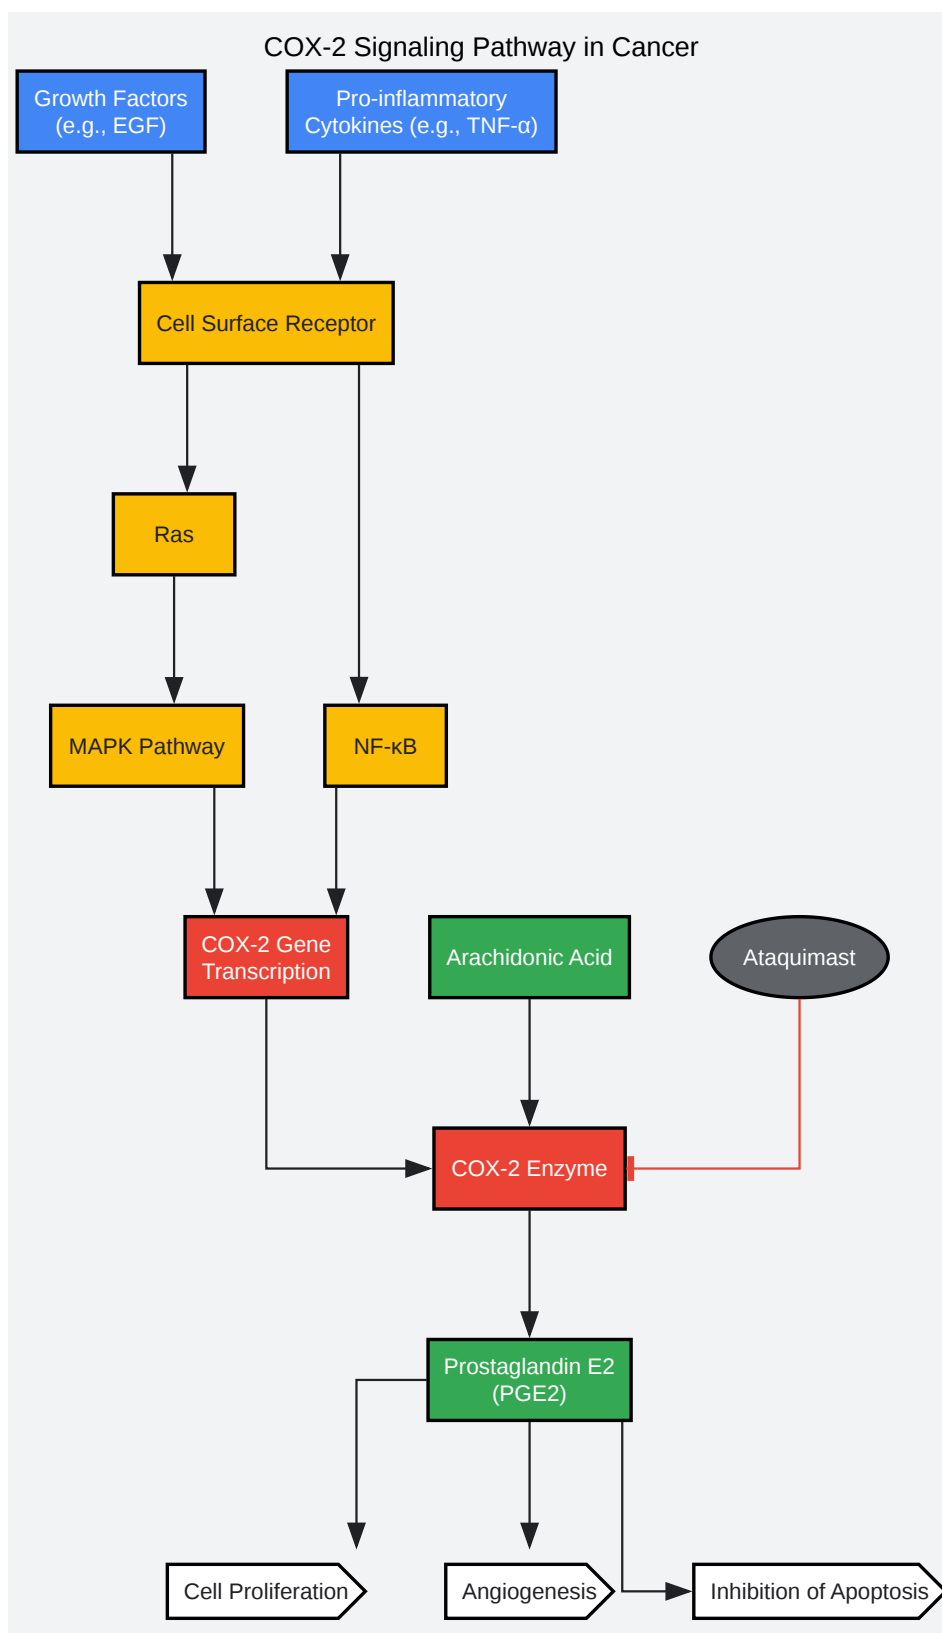 COX-2 Signaling Pathway in Cancer
Growth Factors
(e.g., EGF)
Pro-inflammatory
Cytokines (e.g., TNF-α)
Cell Surface Receptor
Ras
MAPK Pathway
NF-κB
COX-2 Gene
Transcription
Arachidonic Acid
Ataquimast
COX-2 Enzyme
Prostaglandin E2
(PGE2)
Cell Proliferation
Angiogenesis
Inhibition of Apoptosis